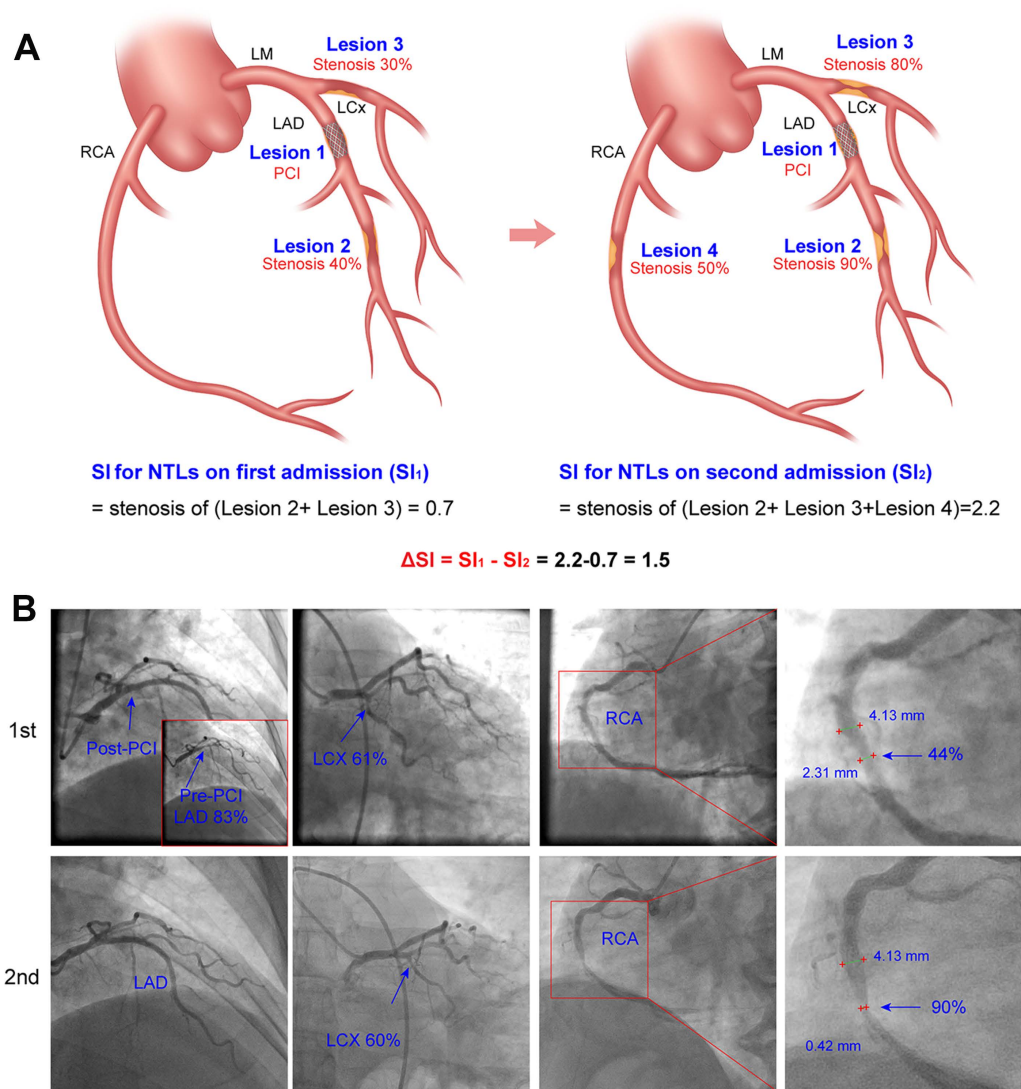 A
LM
Lesion 3
Stenosis 30%
LCx
LAD
Lesion 1
PCI
RCA
Lesion 2
Stenosis 40%
LM
Lesion 3
Stenosis 80%
LCx
LAD
Lesion 1
PCI
RCA
Lesion 4
Stenosis 50%
Lesion 2
Stenosis 90%
SI for NTLs on first admission (SI₁)
= stenosis of (Lesion 2+ Lesion 3) = 0.7
SI for NTLs on second admission (SI₂)
= stenosis of (Lesion 2+ Lesion 3+Lesion 4)=2.2
ΔSI = SI₁ - SI₂ = 2.2-0.7 = 1.5
B
1st
Post-PCI
Pre-PCI
LAD 83%
LCX 61%
RCA
4.13 mm
44%
2.31 mm
2nd
LAD
LCX 60%
RCA
4.13 mm
90%
0.42 mm